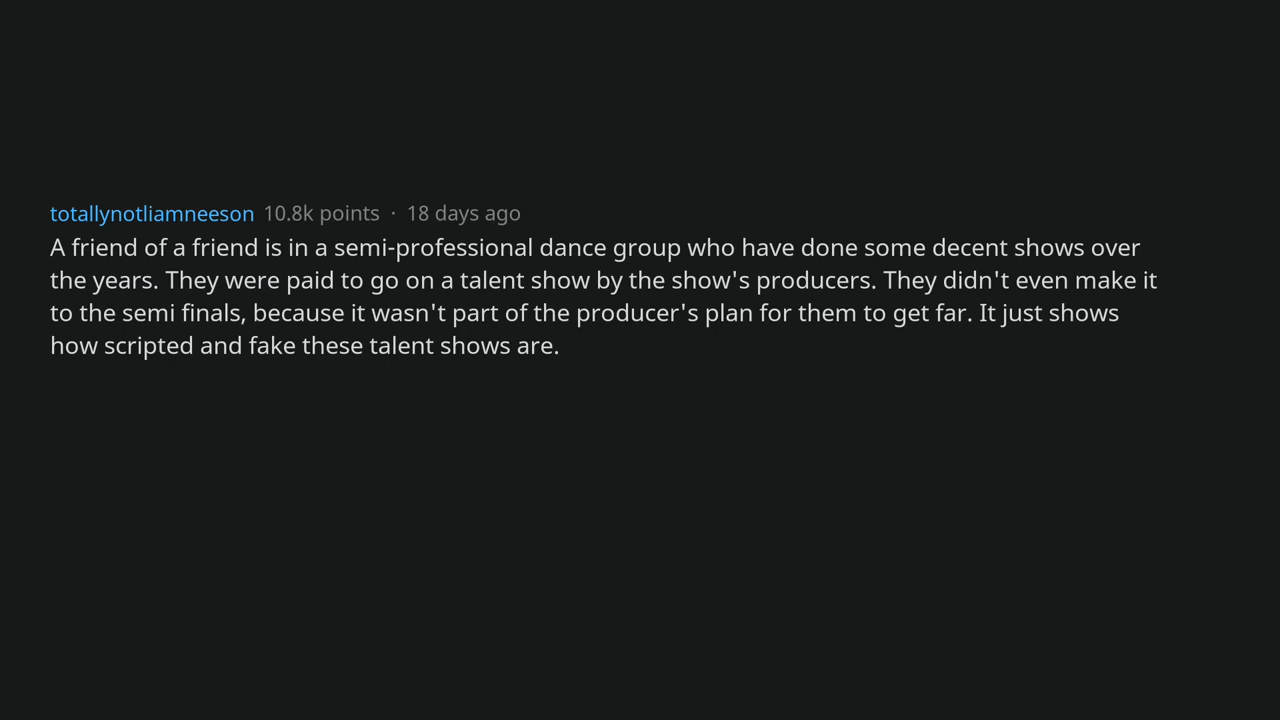 totallynotliamneeson 10.8k points · 18 days ago
A friend of a friend is in a semi-professional dance group who have done some decent shows over
the years. They were paid to go on a talent show by the show's producers. They didn't even make it
to the semi finals, because it wasn't part of the producer's plan for them to get far. It just shows
how scripted and fake these talent shows are.